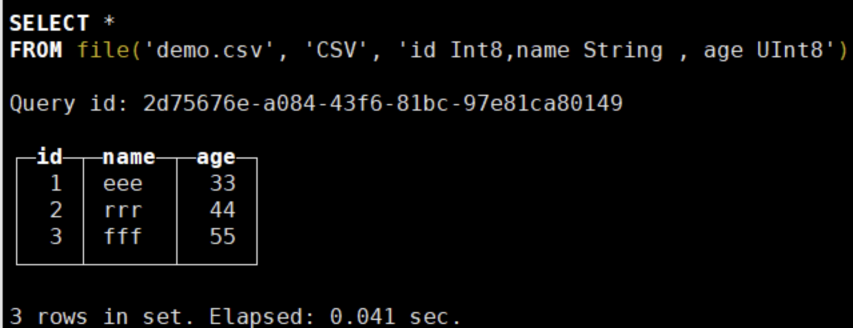 SELECT *
FROM file('demo.csv', 'CSV', 'id Int8,name String , age UInt8')
Query id: 2d75676e-a084-43f6-81bc-97e81ca80149
id name age
1 eee 33
2 rrr 44
3 fff 55
3 rows in set. Elapsed: 0.041 sec.